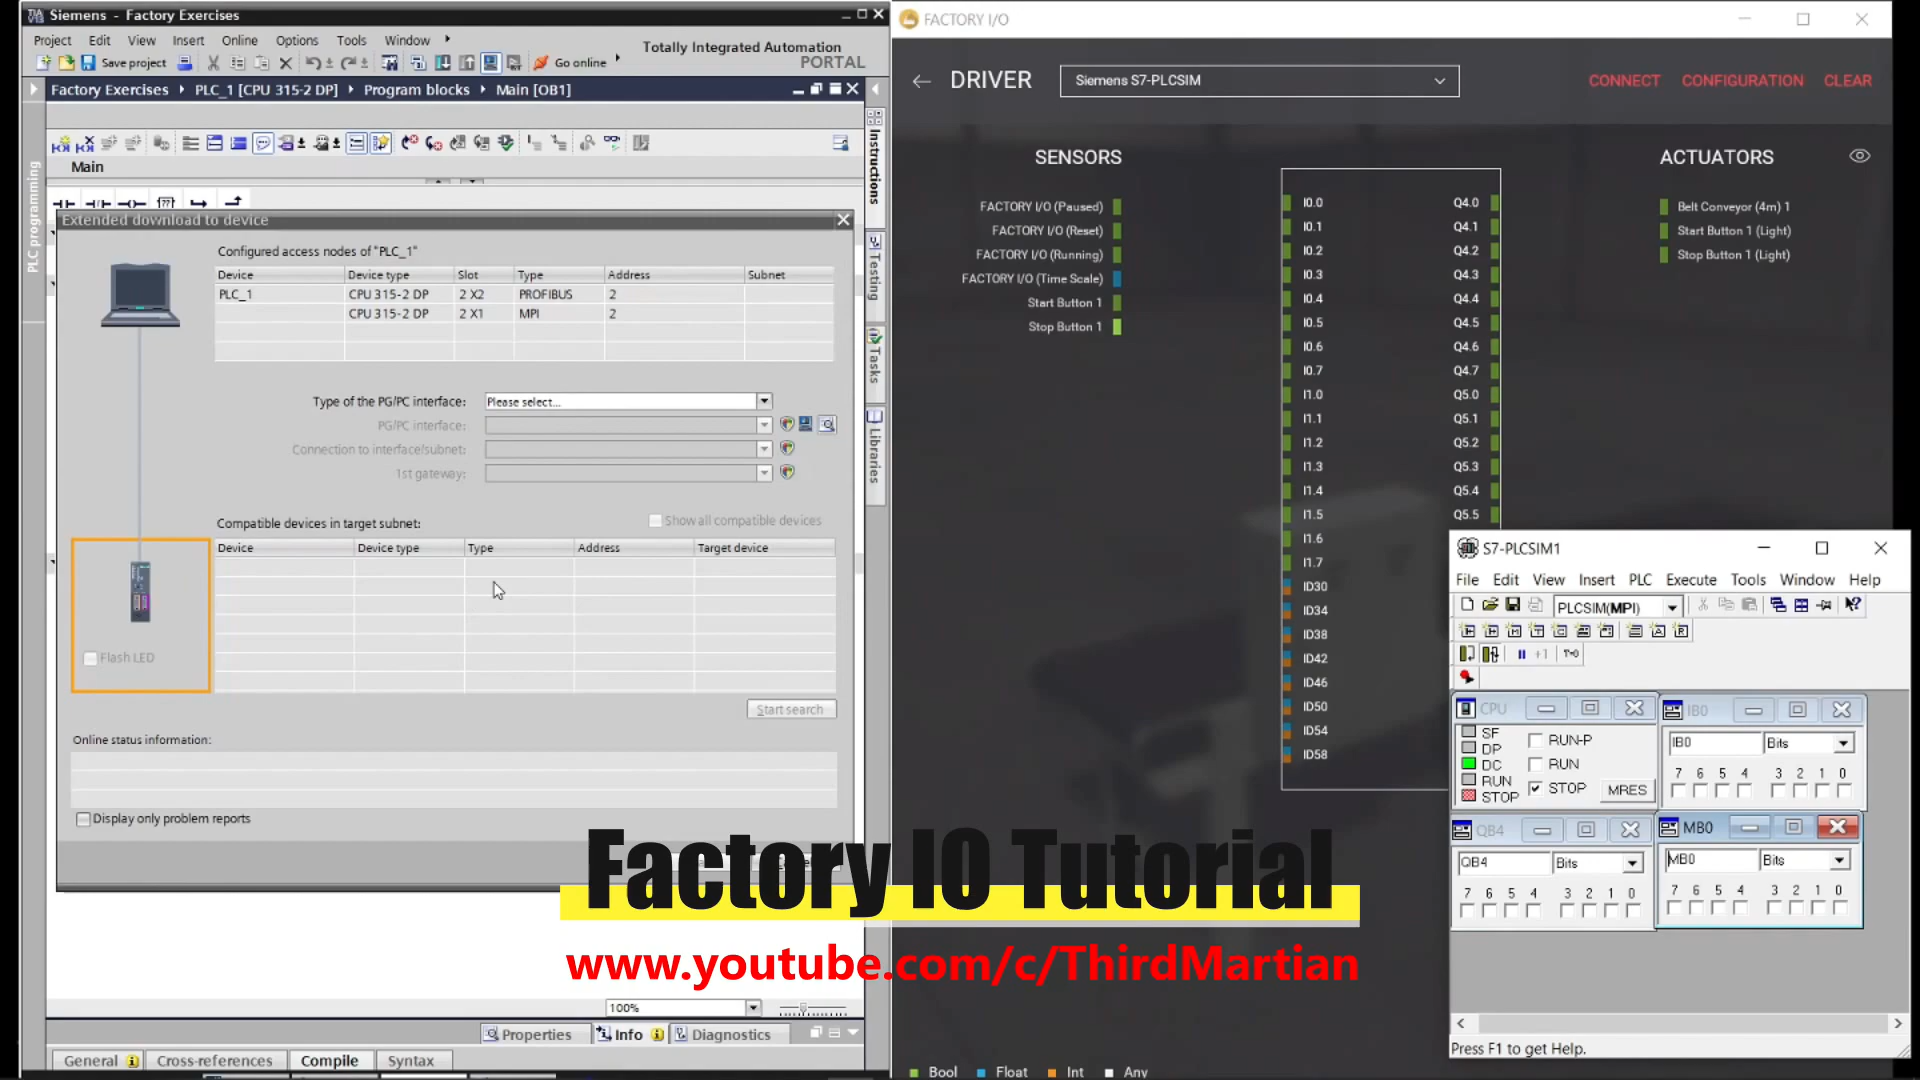 Siemens - Factory Exercises
Project Edit View Insert Online Options Tools Window
Totally Integrated Automation
PORTAL
Save project
Go online
Factory Exercises PLC_1 [CPU 315-2 DP] Program blocks Main [OB1]
Main
PLC programming
Instructions
Testing
Tasks
Libraries
Extended download to device
Configured access nodes of "PLC_1"
Device Device type Slot Type Address Subnet
PLC_1 CPU 315-2 DP 2 X2 PROFIBUS 2
CPU 315-2 DP 2 X1 MPI 2
Type of the PG/PC interface: Please select...
PG/PC interface:
Connection to interface/subnet:
1st gateway:
Compatible devices in target subnet:
Show all compatible devices
Device Device type Type Address Target device
Flash LED
Start search
Online status information:
Display only problem reports
100%
Properties Info Diagnostics
General Cross-references Compile Syntax
FACTORY I/O
DRIVER
Siemens S7-PLCSIM
CONNECT CONFIGURATION CLEAR
SENSORS
FACTORY I/O (Paused)
FACTORY I/O (Reset)
FACTORY I/O (Running)
FACTORY I/O (Time Scale)
Start Button 1
Stop Button 1
I0.0 Q4.0
I0.1 Q4.1
I0.2 Q4.2
I0.3 Q4.3
I0.4 Q4.4
I0.5 Q4.5
I0.6 Q4.6
I0.7 Q4.7
I1.0 Q5.0
I1.1 Q5.1
I1.2 Q5.2
I1.3 Q5.3
I1.4 Q5.4
I1.5 Q5.5
I1.6
I1.7
ID30
ID34
ID38
ID42
ID46
ID50
ID54
ID58
ACTUATORS
Belt Conveyor (4m) 1
Start Button 1 (Light)
Stop Button 1 (Light)
Bool Float Int Any
S7-PLCSIM1
File Edit View Insert PLC Execute Tools Window Help
PLCSIM(MPI)
+1 T=0
CPU
SF
DP
DC
RUN
STOP
RUN-P
RUN
STOP
MRES
IB0
IB0 Bits
7 6 5 4 3 2 1 0
QB4
QB4 Bits
7 6 5 4 3 2 1 0
MB0
MB0 Bits
7 6 5 4 3 2 1 0
Press F1 to get Help.
Factory IO Tutorial
www.youtube.com/c/ThirdMartian